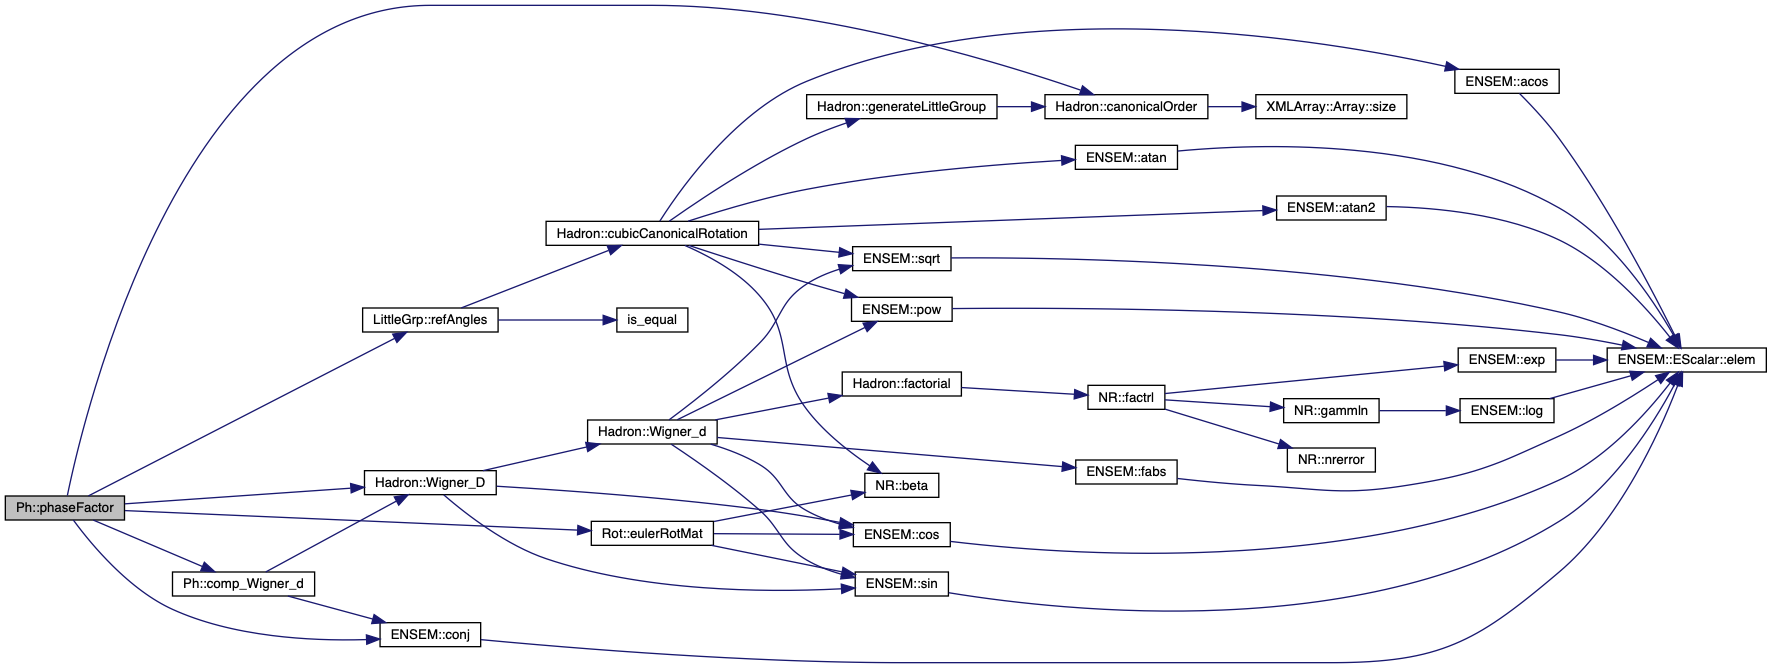 Ph::phaseFactor
Hadron::canonicalOrder
XMLArray::Array::size
Hadron::generateLittleGroup
ENSEM::acos
ENSEM::atan
ENSEM::atan2
Hadron::cubicCanonicalRotation
ENSEM::sqrt
ENSEM::pow
LittleGrp::refAngles
is_equal
ENSEM::EScalar::elem
ENSEM::exp
Hadron::factorial
NR::factrl
NR::gammln
ENSEM::log
NR::nrerror
Hadron::Wigner_d
ENSEM::fabs
Hadron::Wigner_D
NR::beta
Rot::eulerRotMat
ENSEM::cos
Ph::comp_Wigner_d
ENSEM::sin
ENSEM::conj